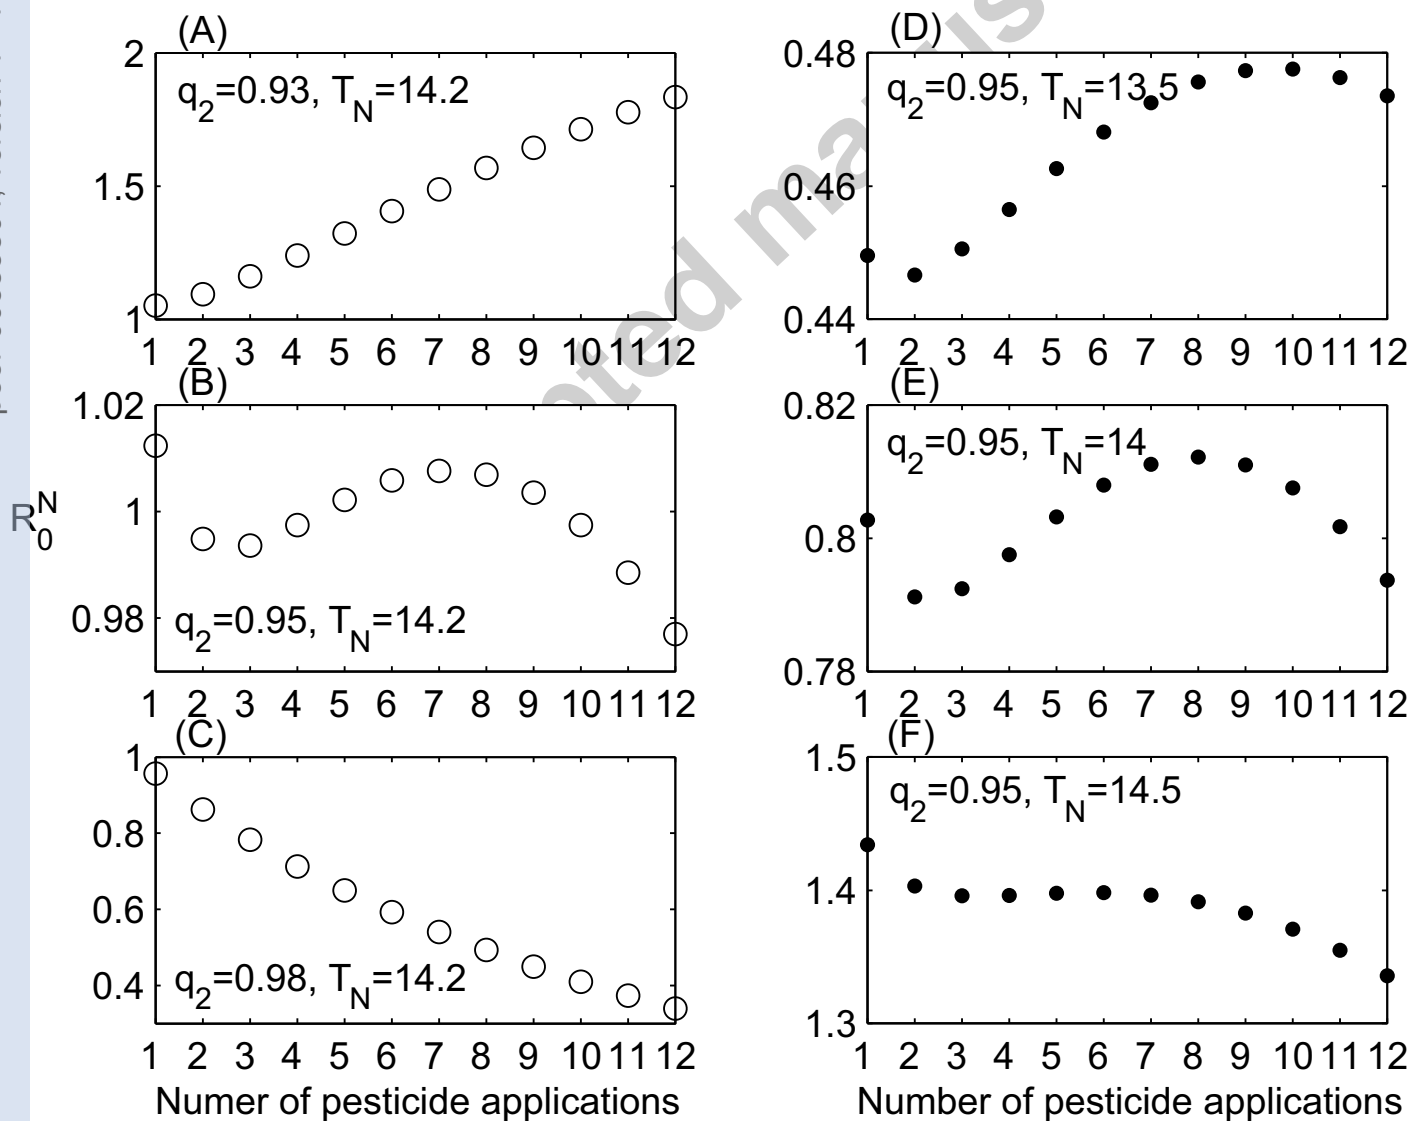 (A)
2
q2=0.93, TN=14.2
1.5
1
1 2 3 4 5 6 7 8 9 10 11 12
(B)
1.02
1
0.98
q2=0.95, TN=14.2
1 2 3 4 5 6 7 8 9 10 11 12
R0N
(C)
1
0.8
0.6
0.4
q2=0.98, TN=14.2
1 2 3 4 5 6 7 8 9 10 11 12
Numer of pesticide applications
(D)
0.48
q2=0.95, TN=13.5
0.46
0.44
1 2 3 4 5 6 7 8 9 10 11 12
(E)
0.82
q2=0.95, TN=14
0.8
0.78
1 2 3 4 5 6 7 8 9 10 11 12
(F)
1.5
q2=0.95, TN=14.5
1.4
1.3
1 2 3 4 5 6 7 8 9 10 11 12
Number of pesticide applications